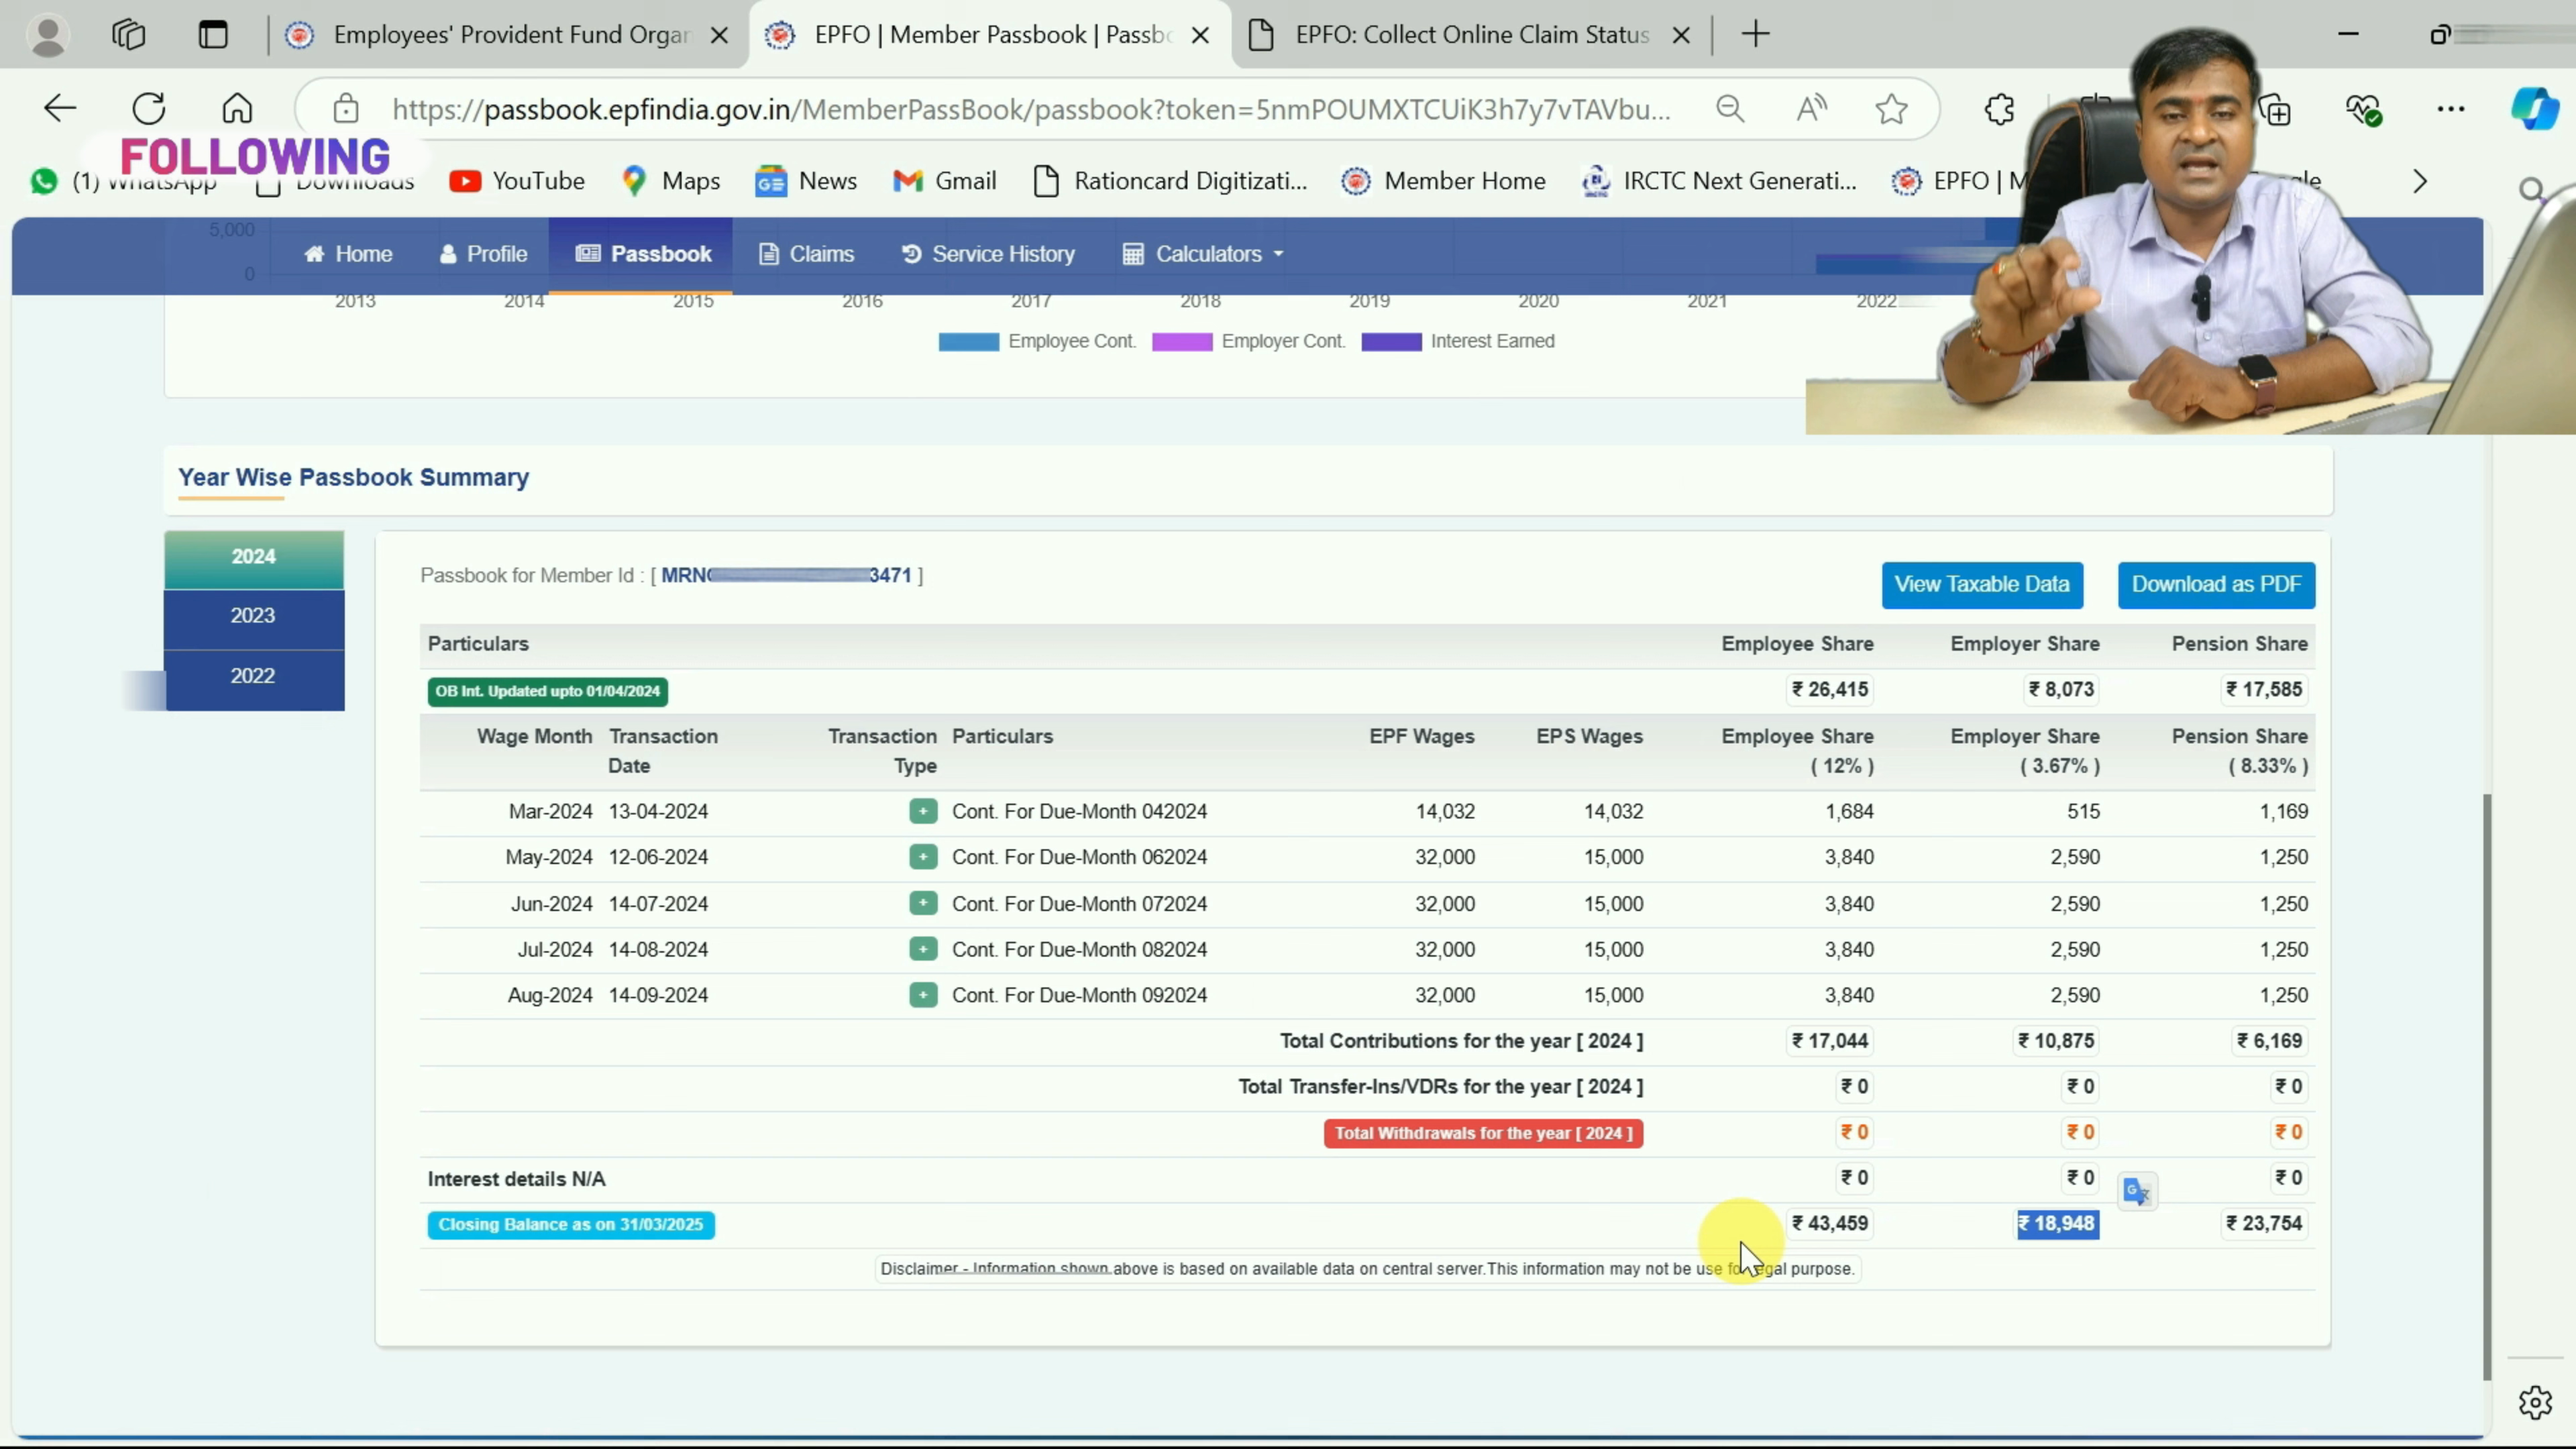 Employees' Provident Fund Organ
EPFO | Member Passbook | Passbo
EPFO: Collect Online Claim Status
https://passbook.epfindia.gov.in/MemberPassBook/passbook?token=5nmPOUMXTCUiK3h7y7vTAVbu...
FOLLOWING
(1) WhatsApp Downloads YouTube Maps News Gmail Rationcard Digitizati... Member Home IRCTC Next Generati... EPFO | M
5,000
0
Home Profile Passbook Claims Service History Calculators
2013 2014 2015 2016 2017 2018 2019 2020 2021 2022
Employee Cont. Employer Cont. Interest Earned
Year Wise Passbook Summary
2024
2023
2022
Passbook for Member Id : [ MRN 3471 ]
View Taxable Data Download as PDF
Particulars Employee Share Employer Share Pension Share
OB Int. Updated upto 01/04/2024 ₹ 26,415 ₹ 8,073 ₹ 17,585
Wage Month Transaction Date Transaction Type Particulars EPF Wages EPS Wages Employee Share ( 12% ) Employer Share ( 3.67% ) Pension Share ( 8.33% )
Mar-2024 13-04-2024 + Cont. For Due-Month 042024 14,032 14,032 1,684 515 1,169
May-2024 12-06-2024 + Cont. For Due-Month 062024 32,000 15,000 3,840 2,590 1,250
Jun-2024 14-07-2024 + Cont. For Due-Month 072024 32,000 15,000 3,840 2,590 1,250
Jul-2024 14-08-2024 + Cont. For Due-Month 082024 32,000 15,000 3,840 2,590 1,250
Aug-2024 14-09-2024 + Cont. For Due-Month 092024 32,000 15,000 3,840 2,590 1,250
Total Contributions for the year [ 2024 ] ₹ 17,044 ₹ 10,875 ₹ 6,169
Total Transfer-Ins/VDRs for the year [ 2024 ] ₹ 0 ₹ 0 ₹ 0
Total Withdrawals for the year [ 2024 ] ₹ 0 ₹ 0 ₹ 0
Interest details N/A ₹ 0 ₹ 0 ₹ 0
Closing Balance as on 31/03/2025 ₹ 43,459 ₹ 18,948 ₹ 23,754
Disclaimer - Information shown above is based on available data on central server.This information may not be use for legal purpose.